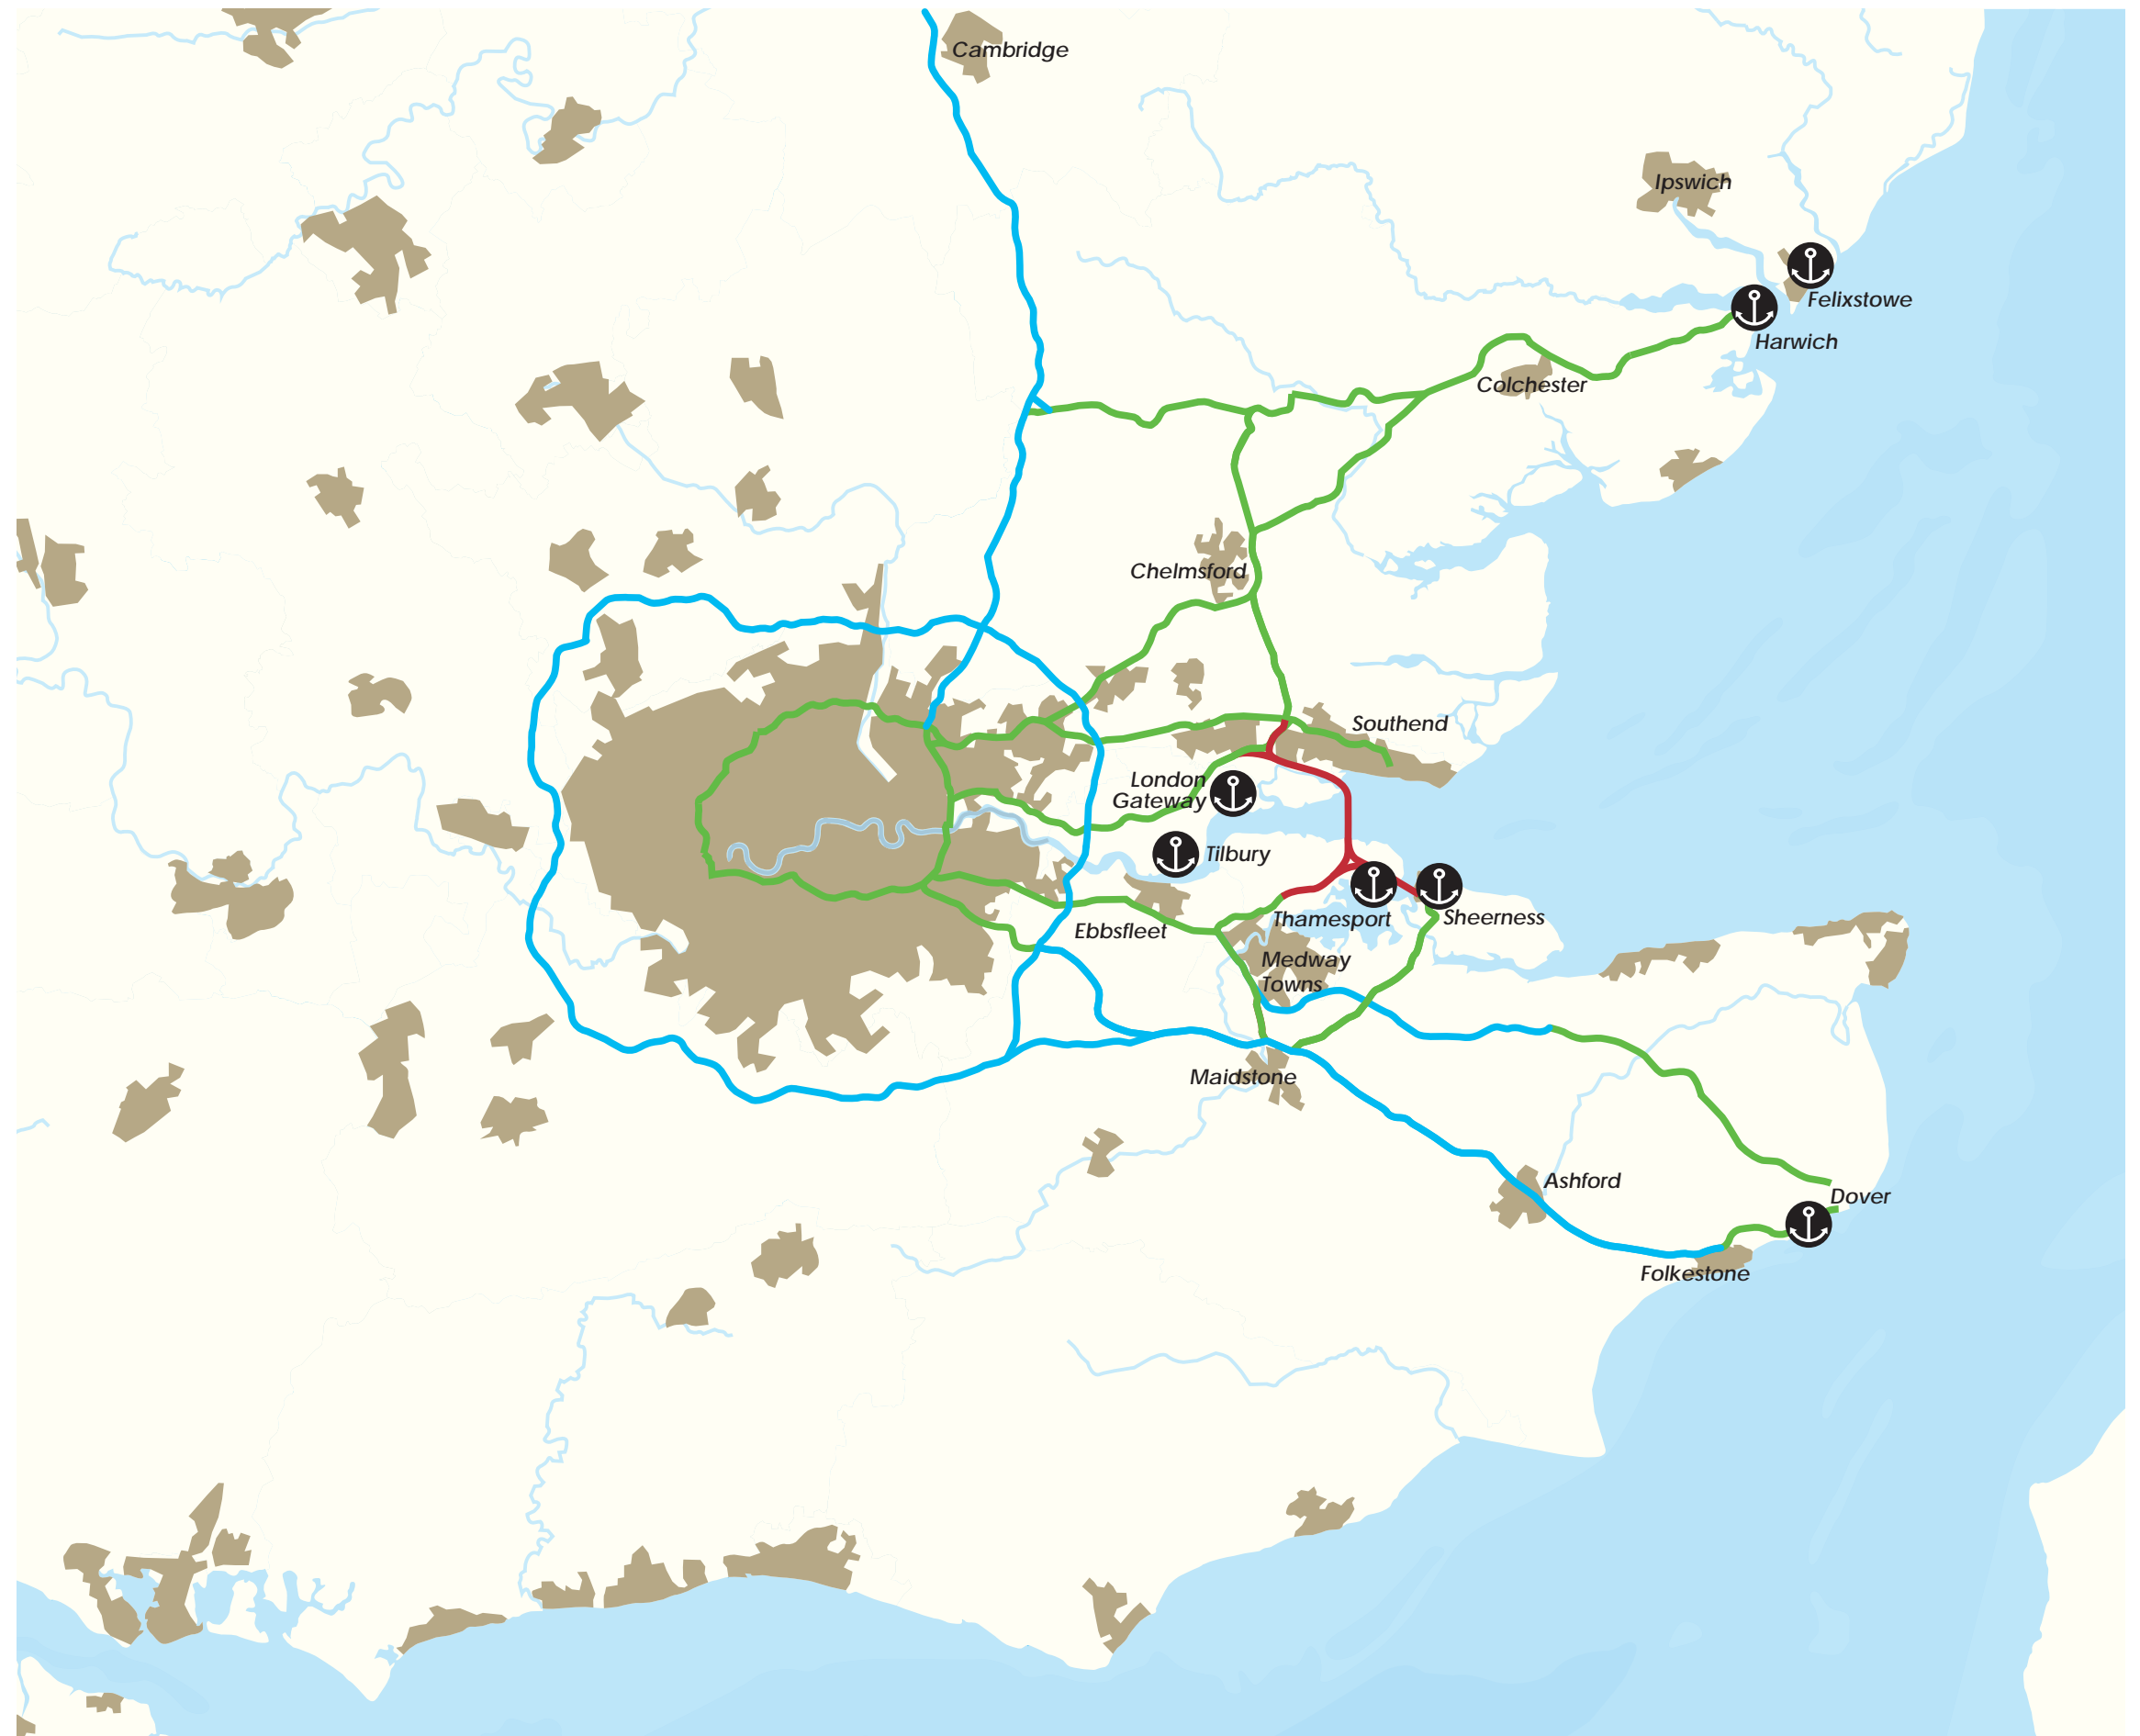 Cambridge
Ipswich
Felixstowe
Harwich
Colchester
Chelmsford
Southend
London
Gateway
Tilbury
Thamesport
Sheerness
Ebbsfleet
Medway
Towns
Maidstone
Ashford
Dover
Folkestone